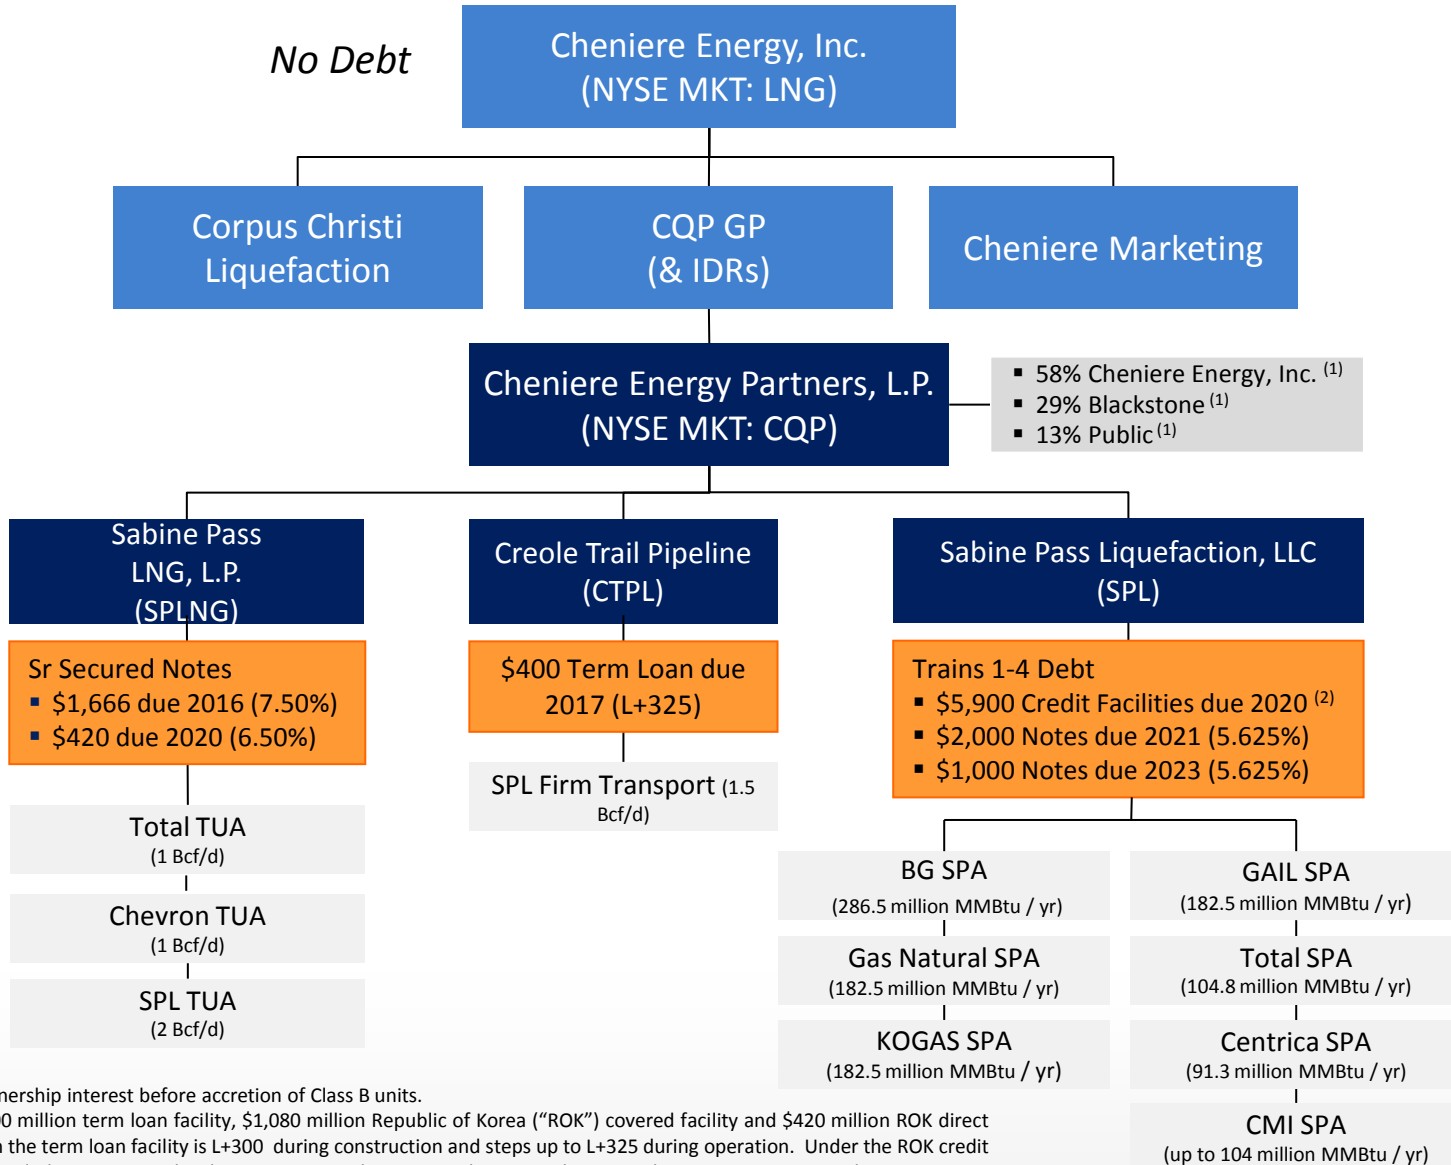 No Debt
Cheniere Energy, Inc.
(NYSE MKT: LNG)
Corpus Christi
Liquefaction
CQP GP
(& IDRs)
Cheniere Marketing
Cheniere Energy Partners, L.P.
(NYSE MKT: CQP)
▪ 58% Cheniere Energy, Inc. (1)
▪ 29% Blackstone (1)
▪ 13% Public (1)
Sabine Pass
LNG, L.P.
(SPLNG)
Creole Trail Pipeline
(CTPL)
Sabine Pass Liquefaction, LLC
(SPL)
Sr Secured Notes
▪ $1,666 due 2016 (7.50%)
▪ $420 due 2020 (6.50%)
$400 Term Loan due
2017 (L+325)
Trains 1-4 Debt
▪ $5,900 Credit Facilities due 2020 (2)
▪ $2,000 Notes due 2021 (5.625%)
▪ $1,000 Notes due 2023 (5.625%)
Total TUA
(1 Bcf/d)
Chevron TUA
(1 Bcf/d)
SPL TUA
(2 Bcf/d)
SPL Firm Transport (1.5
Bcf/d)
BG SPA
(286.5 million MMBtu / yr)
Gas Natural SPA
(182.5 million MMBtu / yr)
KOGAS SPA
(182.5 million MMBtu / yr)
GAIL SPA
(182.5 million MMBtu / yr)
Total SPA
(104.8 million MMBtu / yr)
Centrica SPA
(91.3 million MMBtu / yr)
CMI SPA
(up to 104 million MMBtu / yr)
nership interest before accretion of Class B units.
00 million term loan facility, $1,080 million Republic of Korea (“ROK”) covered facility and $420 million ROK direct
the term loan facility is L+300 during construction and steps up to L+325 during operation. Under the ROK credit